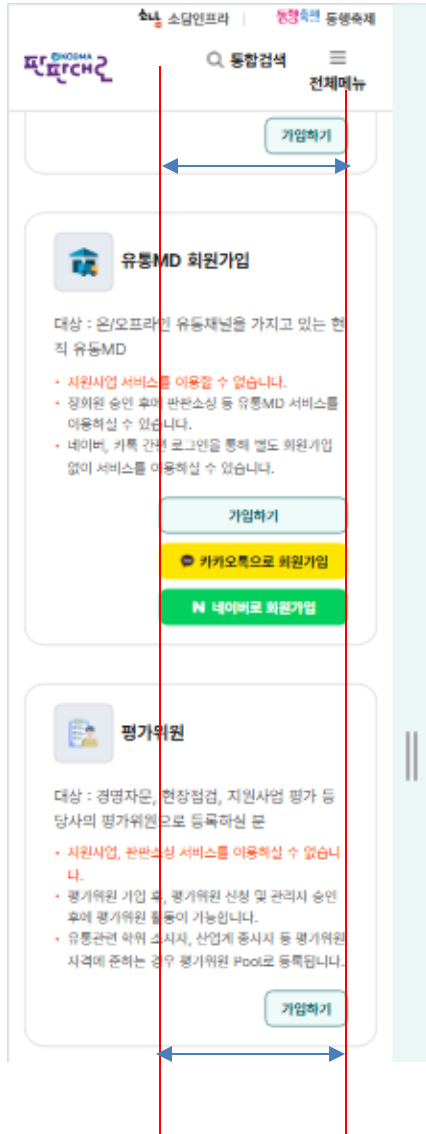 소담 소담인프라
동행축제 동행축제
판판대로
통합검색
전체메뉴
가입하기
유통MD 회원가입
대상 : 온/오프라인 유통채널을 가지고 있는 현
직 유통MD
• 지원사업 서비스를 이용할 수 없습니다.
• 정회원 승인 후에 판판소싱 등 유통MD 서비스를
이용하실 수 있습니다.
• 네이버, 카톡 간편 로그인을 통해 별도 회원가입
없이 서비스를 이용하실 수 있습니다.
가입하기
카카오톡으로 회원가입
N 네이버로 회원가입
평가위원
대상 : 경영자문, 현장점검, 지원사업 평가 등
당사의 평가위원으로 등록하실 분
• 지원사업, 판판소싱 서비스를 이용하실 수 없습니
다.
• 평가위원 가입 후, 평가위원 신청 및 관리자 승인
후에 평가위원 활동이 가능합니다.
• 유통관련 학위 소지자, 산업계 종사자 등 평가위원
자격에 준하는 경우 평가위원 Pool로 등록됩니다.
가입하기